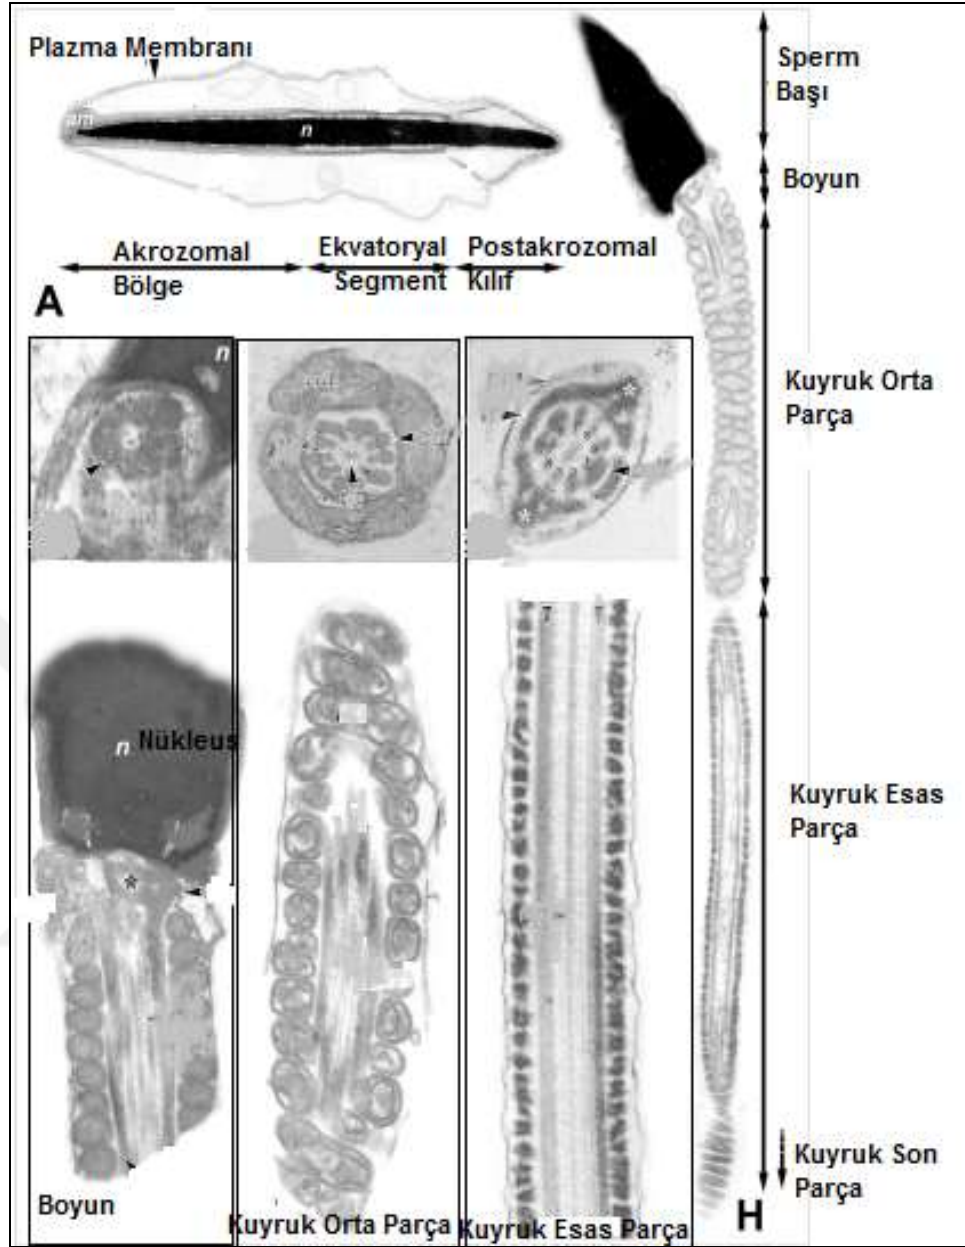 Plazma Membranı
am
n
Sperm
Başı
Boyun
Akrozomal
Bölge
Ekvatoryal
Segment
Postakrozomal
Kılıf
A
n
Kuyruk Orta
Parça
n Nükleus
Kuyruk Esas
Parça
Kuyruk Son
Parça
Boyun
Kuyruk Orta Parça
Kuyruk Esas Parça
H